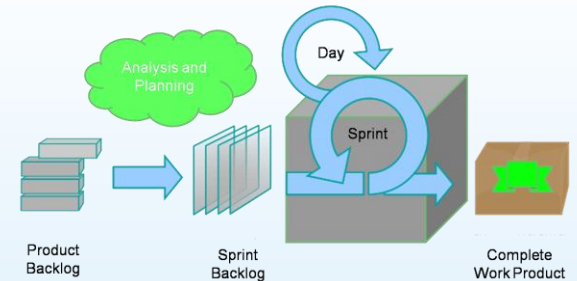 Analysis and
Planning
Day
Sprint
Product
Backlog
Sprint
Backlog
Complete
Work Product